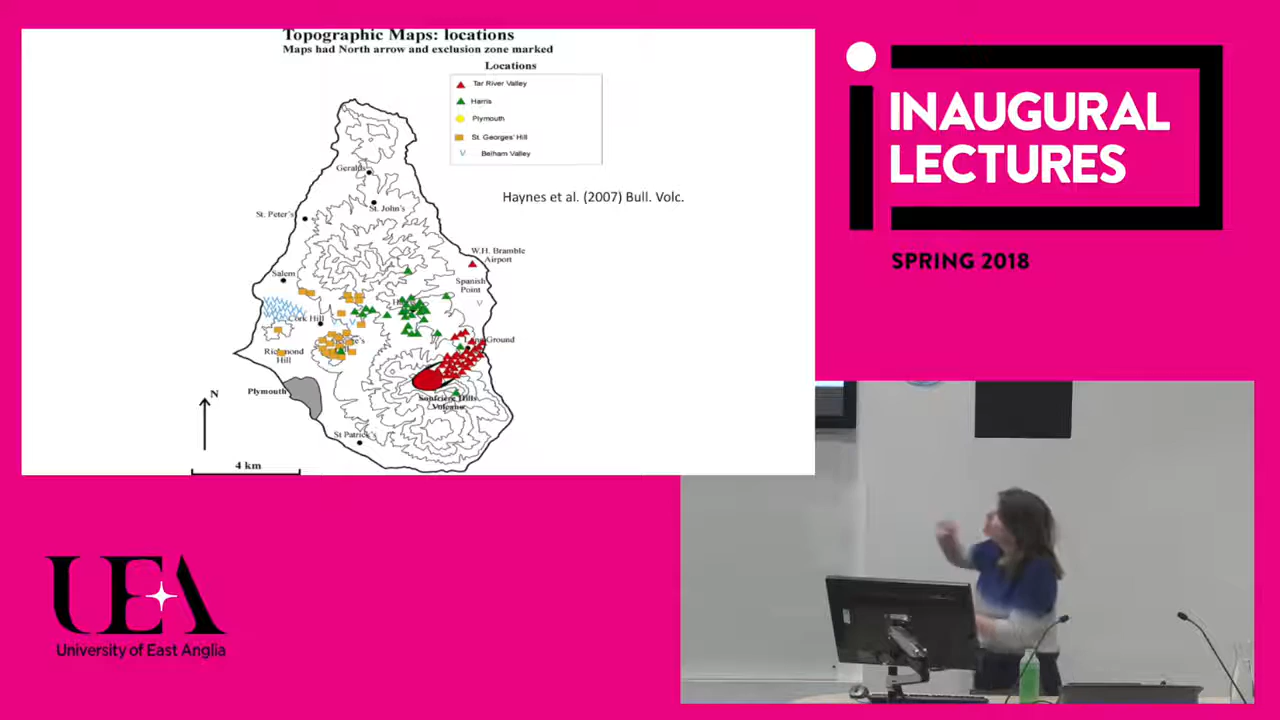 Topographic Maps: locations
Maps had North arrow and exclusion zone marked
Locations
Tar River Valley
Harris
Plymouth
St. Georges' Hill
Belham Valley
Haynes et al. (2007) Bull. Volc.
Geralds
St. John's
St. Peter's
W.H. Bramble
Airport
Salem
Spanish
Point
Cork Hill
Long Ground
Richmond
Hill
Plymouth
N
Soufriere Hills
Volcano
St Patrick's
4 km
INAUGURAL
LECTURES
SPRING 2018
UEA
University of East Anglia